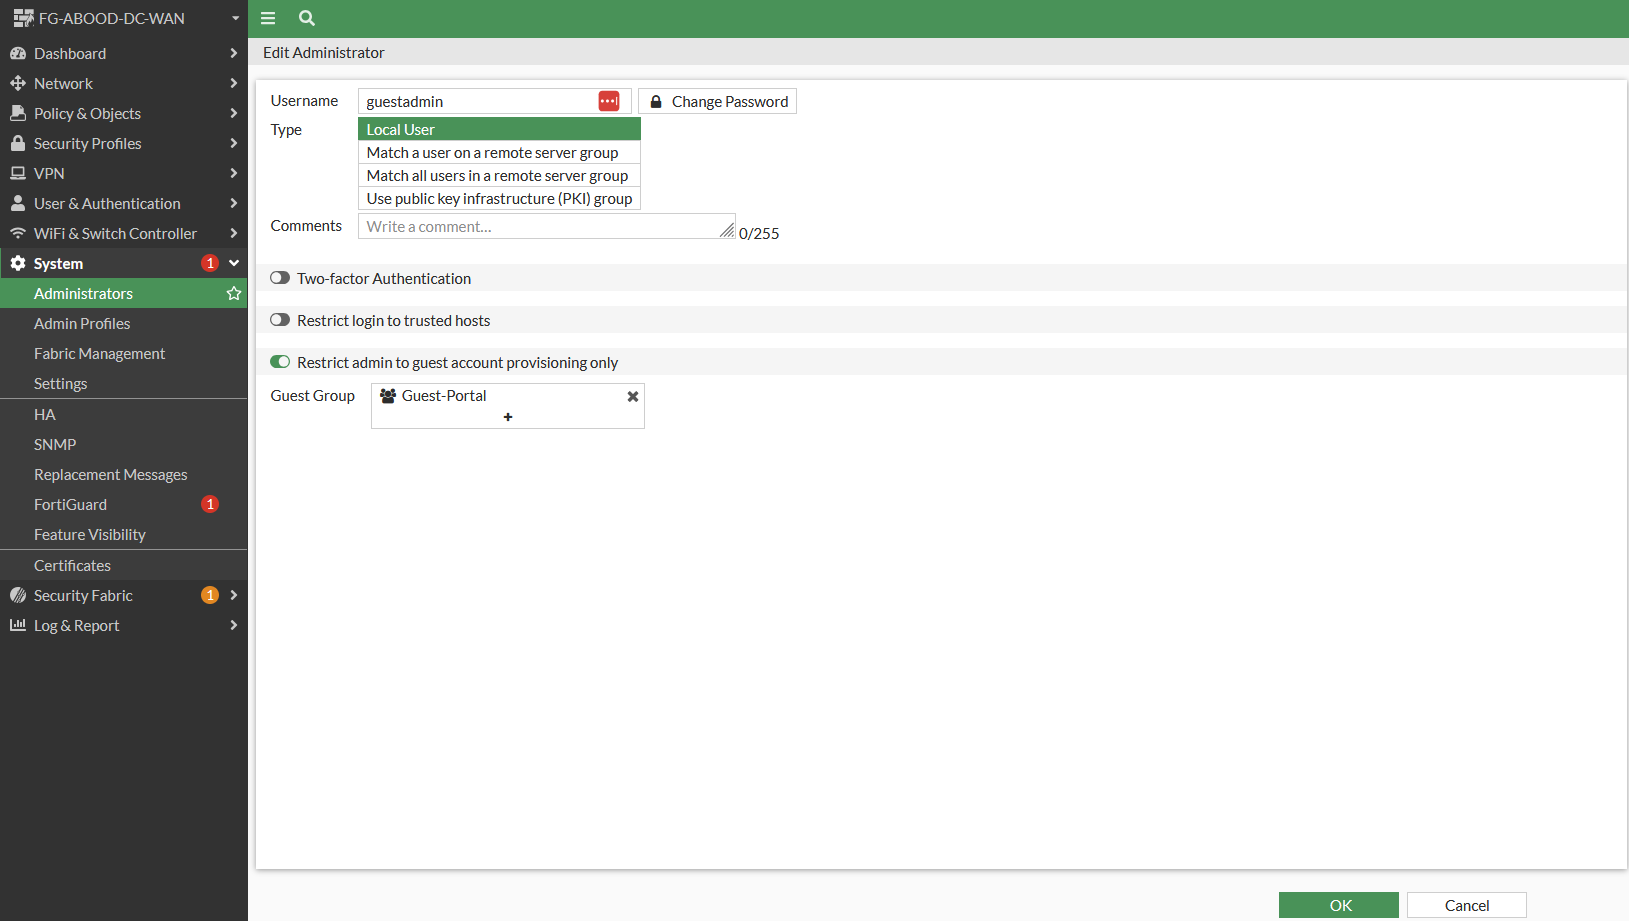 FG-ABOOD-DC-WAN
Dashboard
Network
Policy & Objects
Security Profiles
VPN
User & Authentication
WiFi & Switch Controller
System 1
Administrators
Admin Profiles
Fabric Management
Settings
HA
SNMP
Replacement Messages
FortiGuard 1
Feature Visibility
Certificates
Security Fabric 1
Log & Report
Edit Administrator
Username guestadmin Change Password
Type Local User
Match a user on a remote server group
Match all users in a remote server group
Use public key infrastructure (PKI) group
Comments Write a comment... 0/255
Two-factor Authentication
Restrict login to trusted hosts
Restrict admin to guest account provisioning only
Guest Group Guest-Portal
OK Cancel